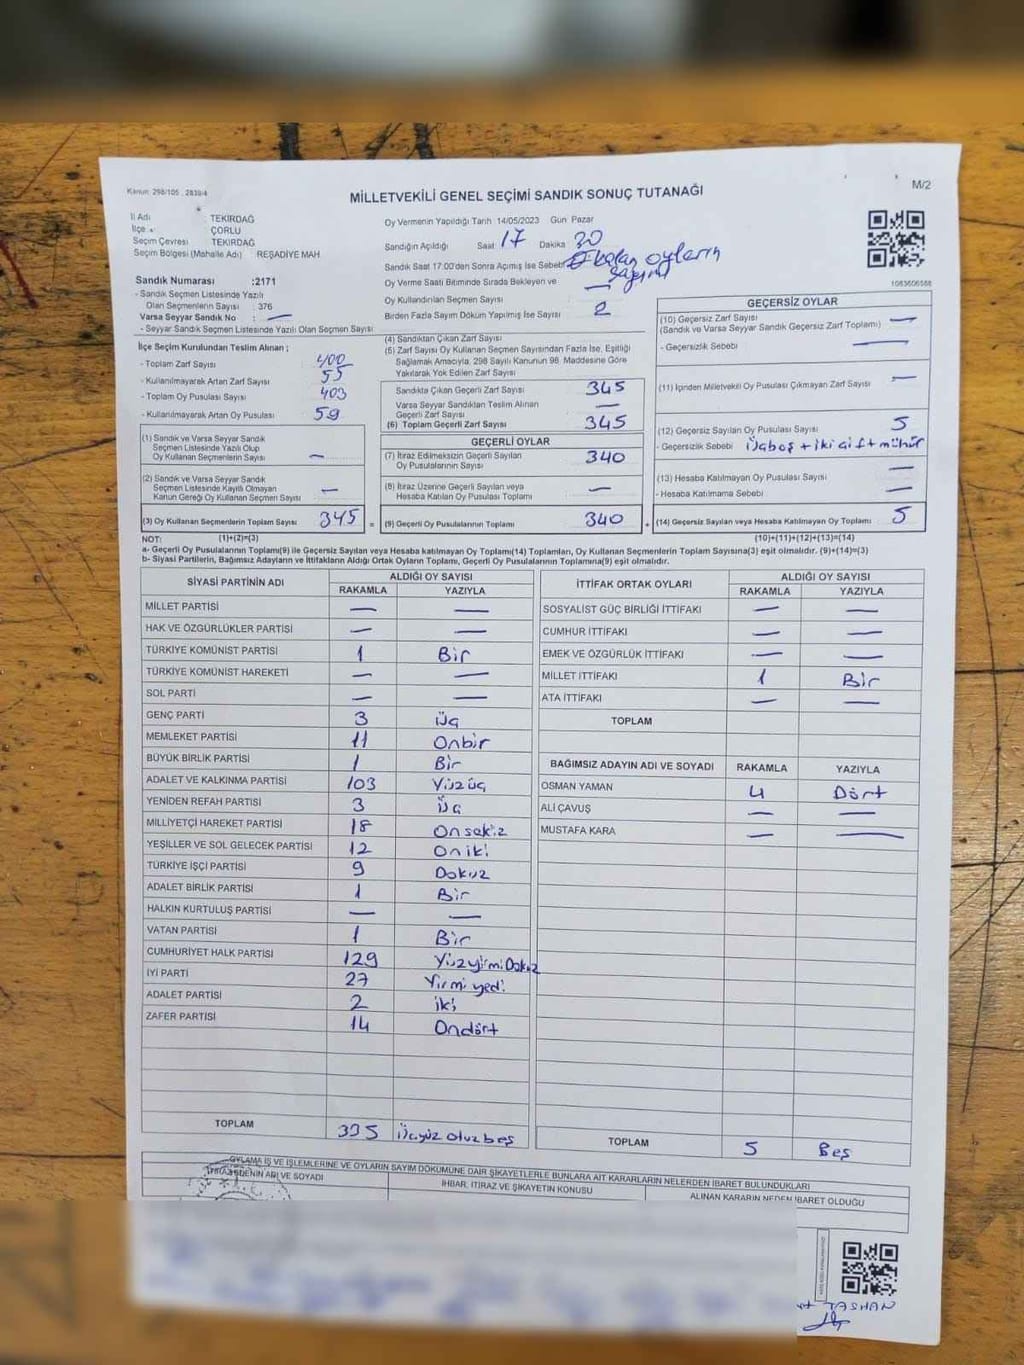 Kanun: 298/105 , 2839/4
MİLLETVEKİLİ GENEL SEÇİMİ SANDIK SONUÇ TUTANAĞI
M/2
İl Adı : TEKİRDAĞ
İlçe : ÇORLU
Seçim Çevresi TEKİRDAĞ
Seçim Bölgesi (Mahalle Adı) REŞADİYE MAH
Oy Vermenin Yapıldığı Tarih 14/05/2023 Gün Pazar
Sandığın Açıldığı Saat 17 Dakika 30
Sandık Saat 17:00'den Sonra Açmış İse Sebebi kalan oyların
sayımı
Oy Verme Saati Bitiminde Sırada Bekleyen ve —
Oy Kullandırılan Seçmen Sayısı
Birden Fazla Sayım Döküm Yapılmış İse Sayısı 2
1083606588
Sandık Numarası :2171
- Sandık Seçmen Listesinde Yazılı
Olan Seçmenlerin Sayısı : 376
Varsa Seyyar Sandık No : —
- Seyyar Sandık Seçmen Listesinde Yazılı Olan Seçmen Sayısı
İlçe Seçim Kurulundan Teslim Alınan ;
- Toplam Zarf Sayısı 400
- Kullanılmayarak Artan Zarf Sayısı 55
- Toplam Oy Pusulası Sayısı 403
- Kullanılmayarak Artan Oy Pusulası 59
(1) Sandık ve Varsa Seyyar Sandık
Seçmen Listesinde Yazılı Olup
Oy Kullanan Seçmenlerin Sayısı —
(2) Sandık ve Varsa Seyyar Sandık
Seçmen Listesinde Kayıtlı Olmayan
Kanun Gereği Oy Kullanan Seçmen Sayısı —
(3) Oy Kullanan Seçmenlerin Toplam Sayısı 345 =
(4) Sandıktan Çıkan Zarf Sayısı
(5) Zarf Sayısı Oy Kullanan Seçmen Sayısından Fazla İse, Eşitliği
Sağlamak Amacıyla, 298 Sayılı Kanunun 98. Maddesine Göre
Yakılarak Yok Edilen Zarf Sayısı
Sandıkta Çıkan Geçerli Zarf Sayısı 345
Varsa Seyyar Sandıktan Teslim Alınan
Geçerli Zarf Sayısı —
(6) Toplam Geçerli Zarf Sayısı 345
GEÇERLİ OYLAR
(7) İtiraz Edilmeksizin Geçerli Sayılan
Oy Pusulalarının Sayısı 340
(8) İtiraz Üzerine Geçerli Sayılan veya
Hesaba Katılan Oy Pusulası Toplamı —
(9) Geçerli Oy Pusulalarının Toplamı 340 +
GEÇERSİZ OYLAR
(10) Geçersiz Zarf Sayısı —
(Sandık ve Varsa Seyyar Sandık Geçersiz Zarf Toplamı)
- Geçersizlik Sebebi —
(11) İçinden Milletvekili Oy Pusulası Çıkmayan Zarf Sayısı —
(12) Geçersiz Sayılan Oy Pusulası Sayısı 5
- Geçersizlik Sebebi üçboş + iki çift mühür
(13) Hesaba Katılmayan Oy Pusulası Sayısı —
- Hesaba Katılmama Sebebi —
(14) Geçersiz Sayılan veya Hesaba Katılmayan Oy Toplamı 5
NOT: (1)+(2)=(3) (10)+(11)+(12)+(13)=(14)
a- Geçerli Oy Pusulalarının Toplamı(9) ile Geçersiz Sayılan veya Hesaba katılmayan Oy Toplamı(14) Toplamları, Oy Kullanan Seçmenlerin Toplam Sayısına(3) eşit olmalıdır. (9)+(14)=(3)
b- Siyasi Partilerin, Bağımsız Adayların ve İttifakların Aldığı Ortak Oyların Toplamı, Geçerli Oy Pusulalarının Toplamına(9) eşit olmalıdır.
SİYASİ PARTİNİN ADI ALDIĞI OY SAYISI
RAKAMLA YAZIYLA
MİLLET PARTİSİ — —
HAK VE ÖZGÜRLÜKLER PARTİSİ — —
TÜRKİYE KOMÜNİST PARTİSİ 1 Bir
TÜRKİYE KOMÜNİST HAREKETİ — —
SOL PARTİ — —
GENÇ PARTİ 3 üç
MEMLEKET PARTİSİ 11 Onbir
BÜYÜK BİRLİK PARTİSİ 1 Bir
ADALET VE KALKINMA PARTİSİ 103 Yüzüç
YENİDEN REFAH PARTİSİ 3 üç
MİLLİYETÇİ HAREKET PARTİSİ 18 Onsekiz
YEŞİLLER VE SOL GELECEK PARTİSİ 12 Oniki
TÜRKİYE İŞÇİ PARTİSİ 9 Dokuz
ADALET BİRLİK PARTİSİ 1 Bir
HALKIN KURTULUŞ PARTİSİ — —
VATAN PARTİSİ 1 Bir
CUMHURİYET HALK PARTİSİ 129 YüzyirmiDokuz
İYİ PARTİ 27 Yirmi yedi
ADALET PARTİSİ 2 iki
ZAFER PARTİSİ 14 Ondört
TOPLAM 335 üçyüz otuzbeş
İTTİFAK ORTAK OYLARI ALDIĞI OY SAYISI
RAKAMLA YAZIYLA
SOSYALİST GÜÇ BİRLİĞİ İTTİFAKI — —
CUMHUR İTTİFAKI — —
EMEK VE ÖZGÜRLÜK İTTİFAKI — —
MİLLET İTTİFAKI 1 Bir
ATA İTTİFAKI — —
TOPLAM
BAĞIMSIZ ADAYIN ADI VE SOYADI RAKAMLA YAZIYLA
OSMAN YAMAN 4 Dört
ALİ ÇAVUŞ — —
MUSTAFA KARA — —
TOPLAM 5 Beş
OYLAMA İŞ VE İŞLEMLERİNE VE OYLARIN SAYIM DÖKÜMÜNE DAİR ŞİKAYETLERLE BUNLARA AİT KARARLARIN NELERDEN İBARET BULUNDUKLARI
ADI VE SOYADI
İHBAR, İTİRAZ VE ŞİKAYETİN KONUSU
ALINAN KARARIN NEDEN İBARET OLDUĞU
TAŞHAN